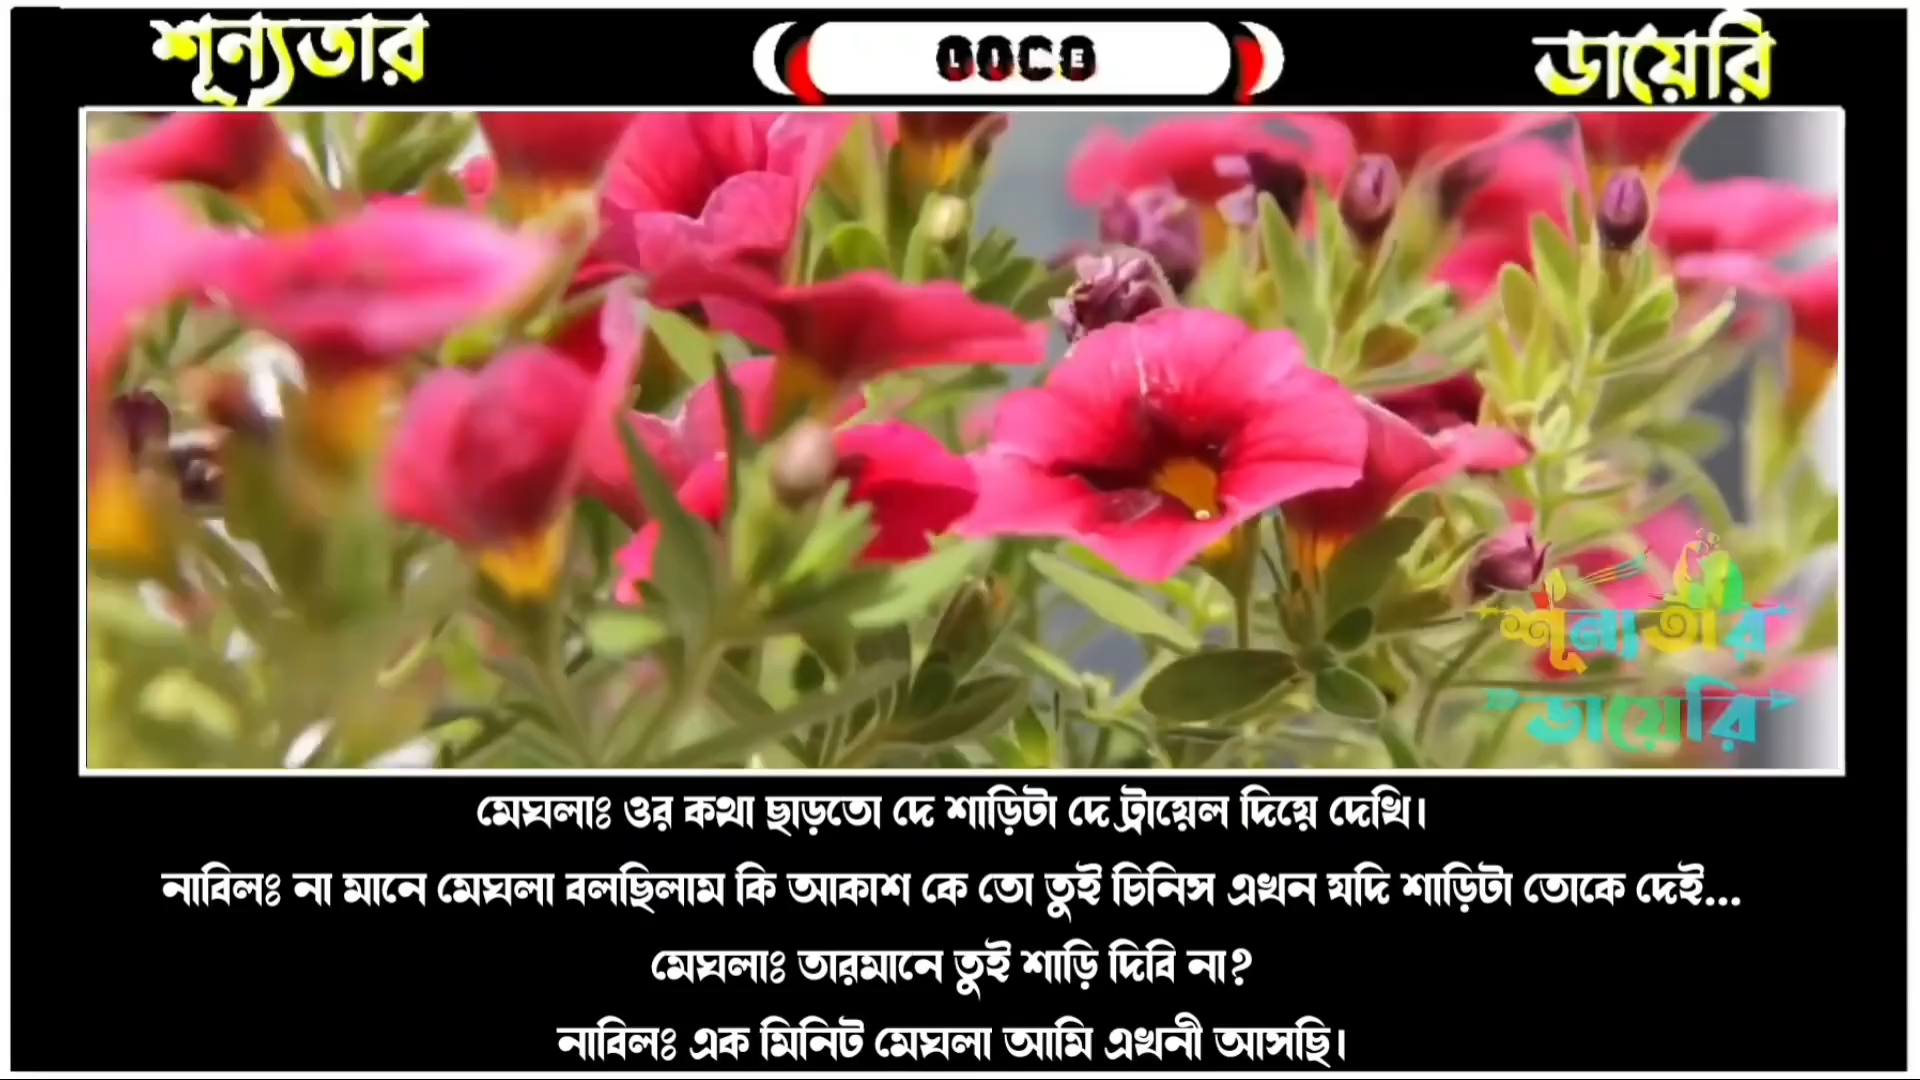 শূন্যতার
ডায়েরি
শূন্যতার
ডায়েরি
মেঘলাঃ ওর কথা ছাড়তো দে শাড়িটা দে ট্রায়েল দিয়ে দেখি।
নাবিলঃ না মানে মেঘলা বলছিলাম কি আকাশ কে তো তুই চিনিস এখন যদি শাড়িটা তোকে দেই...
মেঘলাঃ তারমানে তুই শাড়ি দিবি না?
নাবিলঃ এক মিনিট মেঘলা আমি এখনী আসছি।